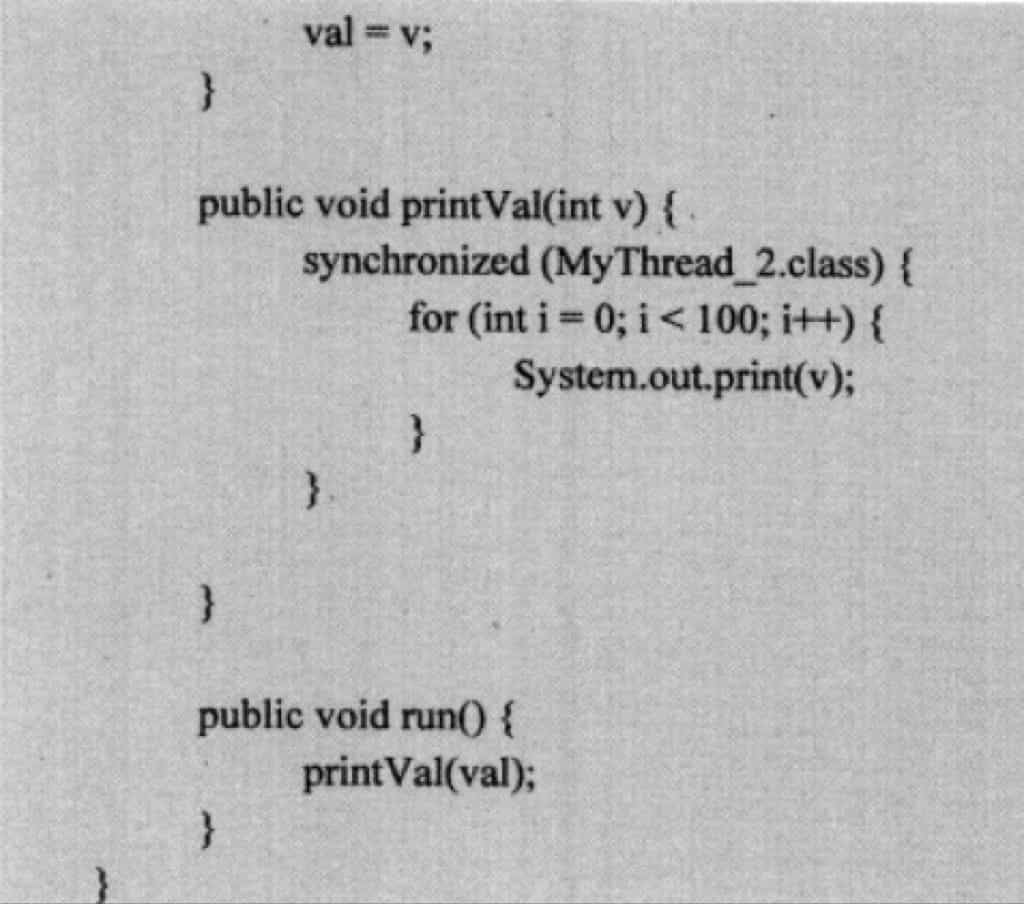 val = v;
}
public void printVal(int v) {
synchronized (MyThread_2.class) {
for (int i = 0; i < 100; i++) {
System.out.print(v);
}
}
}
public void run() {
printVal(val);
}
}